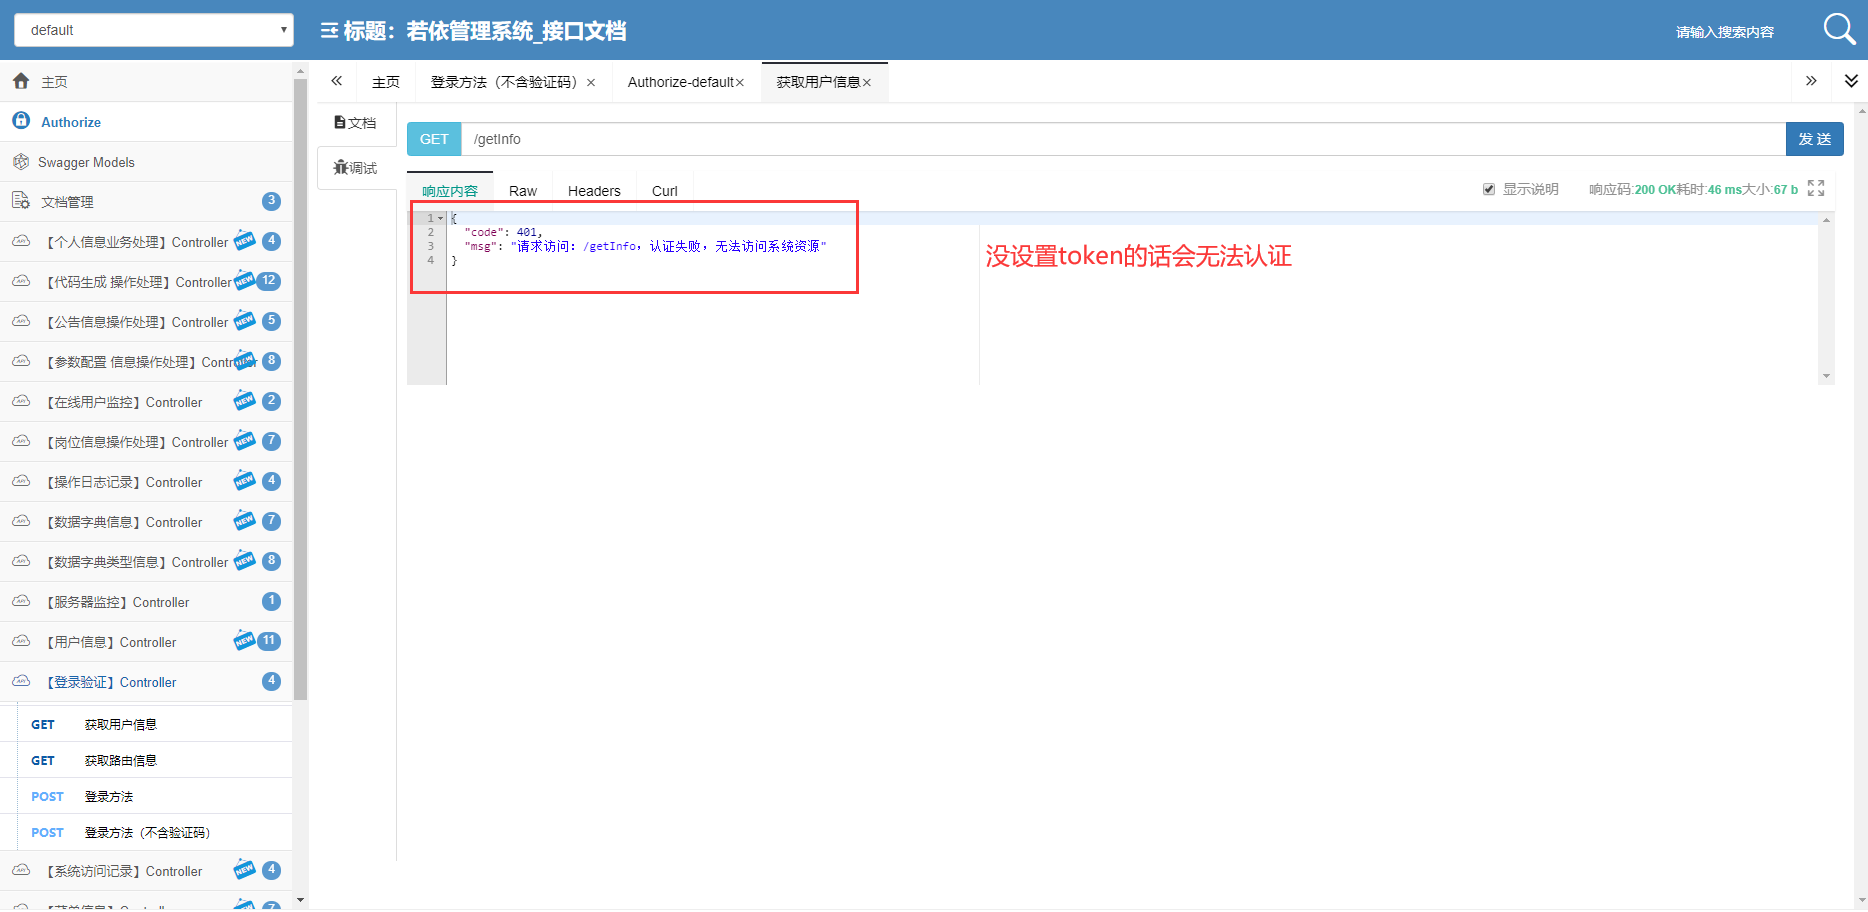 default
标题：若依管理系统_接口文档
请输入搜索内容
主页
Authorize
Swagger Models
文档管理 3
【个人信息业务处理】Controller NEW 4
【代码生成 操作处理】Controller NEW 12
【公告信息操作处理】Controller NEW 5
【参数配置 信息操作处理】Controller NEW 8
【在线用户监控】Controller NEW 2
【岗位信息操作处理】Controller NEW 7
【操作日志记录】Controller NEW 4
【数据字典信息】Controller NEW 7
【数据字典类型信息】Controller NEW 8
【服务器监控】Controller 1
【用户信息】Controller NEW 11
【登录验证】Controller 4
GET 获取用户信息
GET 获取路由信息
POST 登录方法
POST 登录方法（不含验证码）
【系统访问记录】Controller NEW 4
主页 登录方法（不含验证码）× Authorize-default× 获取用户信息×
文档
调试
GET /getInfo 发 送
响应内容 Raw Headers Curl
显示说明 响应码:200 OK耗时:46 ms大小:67 b
1 {
2 "code": 401,
3 "msg": "请求访问：/getInfo，认证失败，无法访问系统资源"
4 }
没设置token的话会无法认证